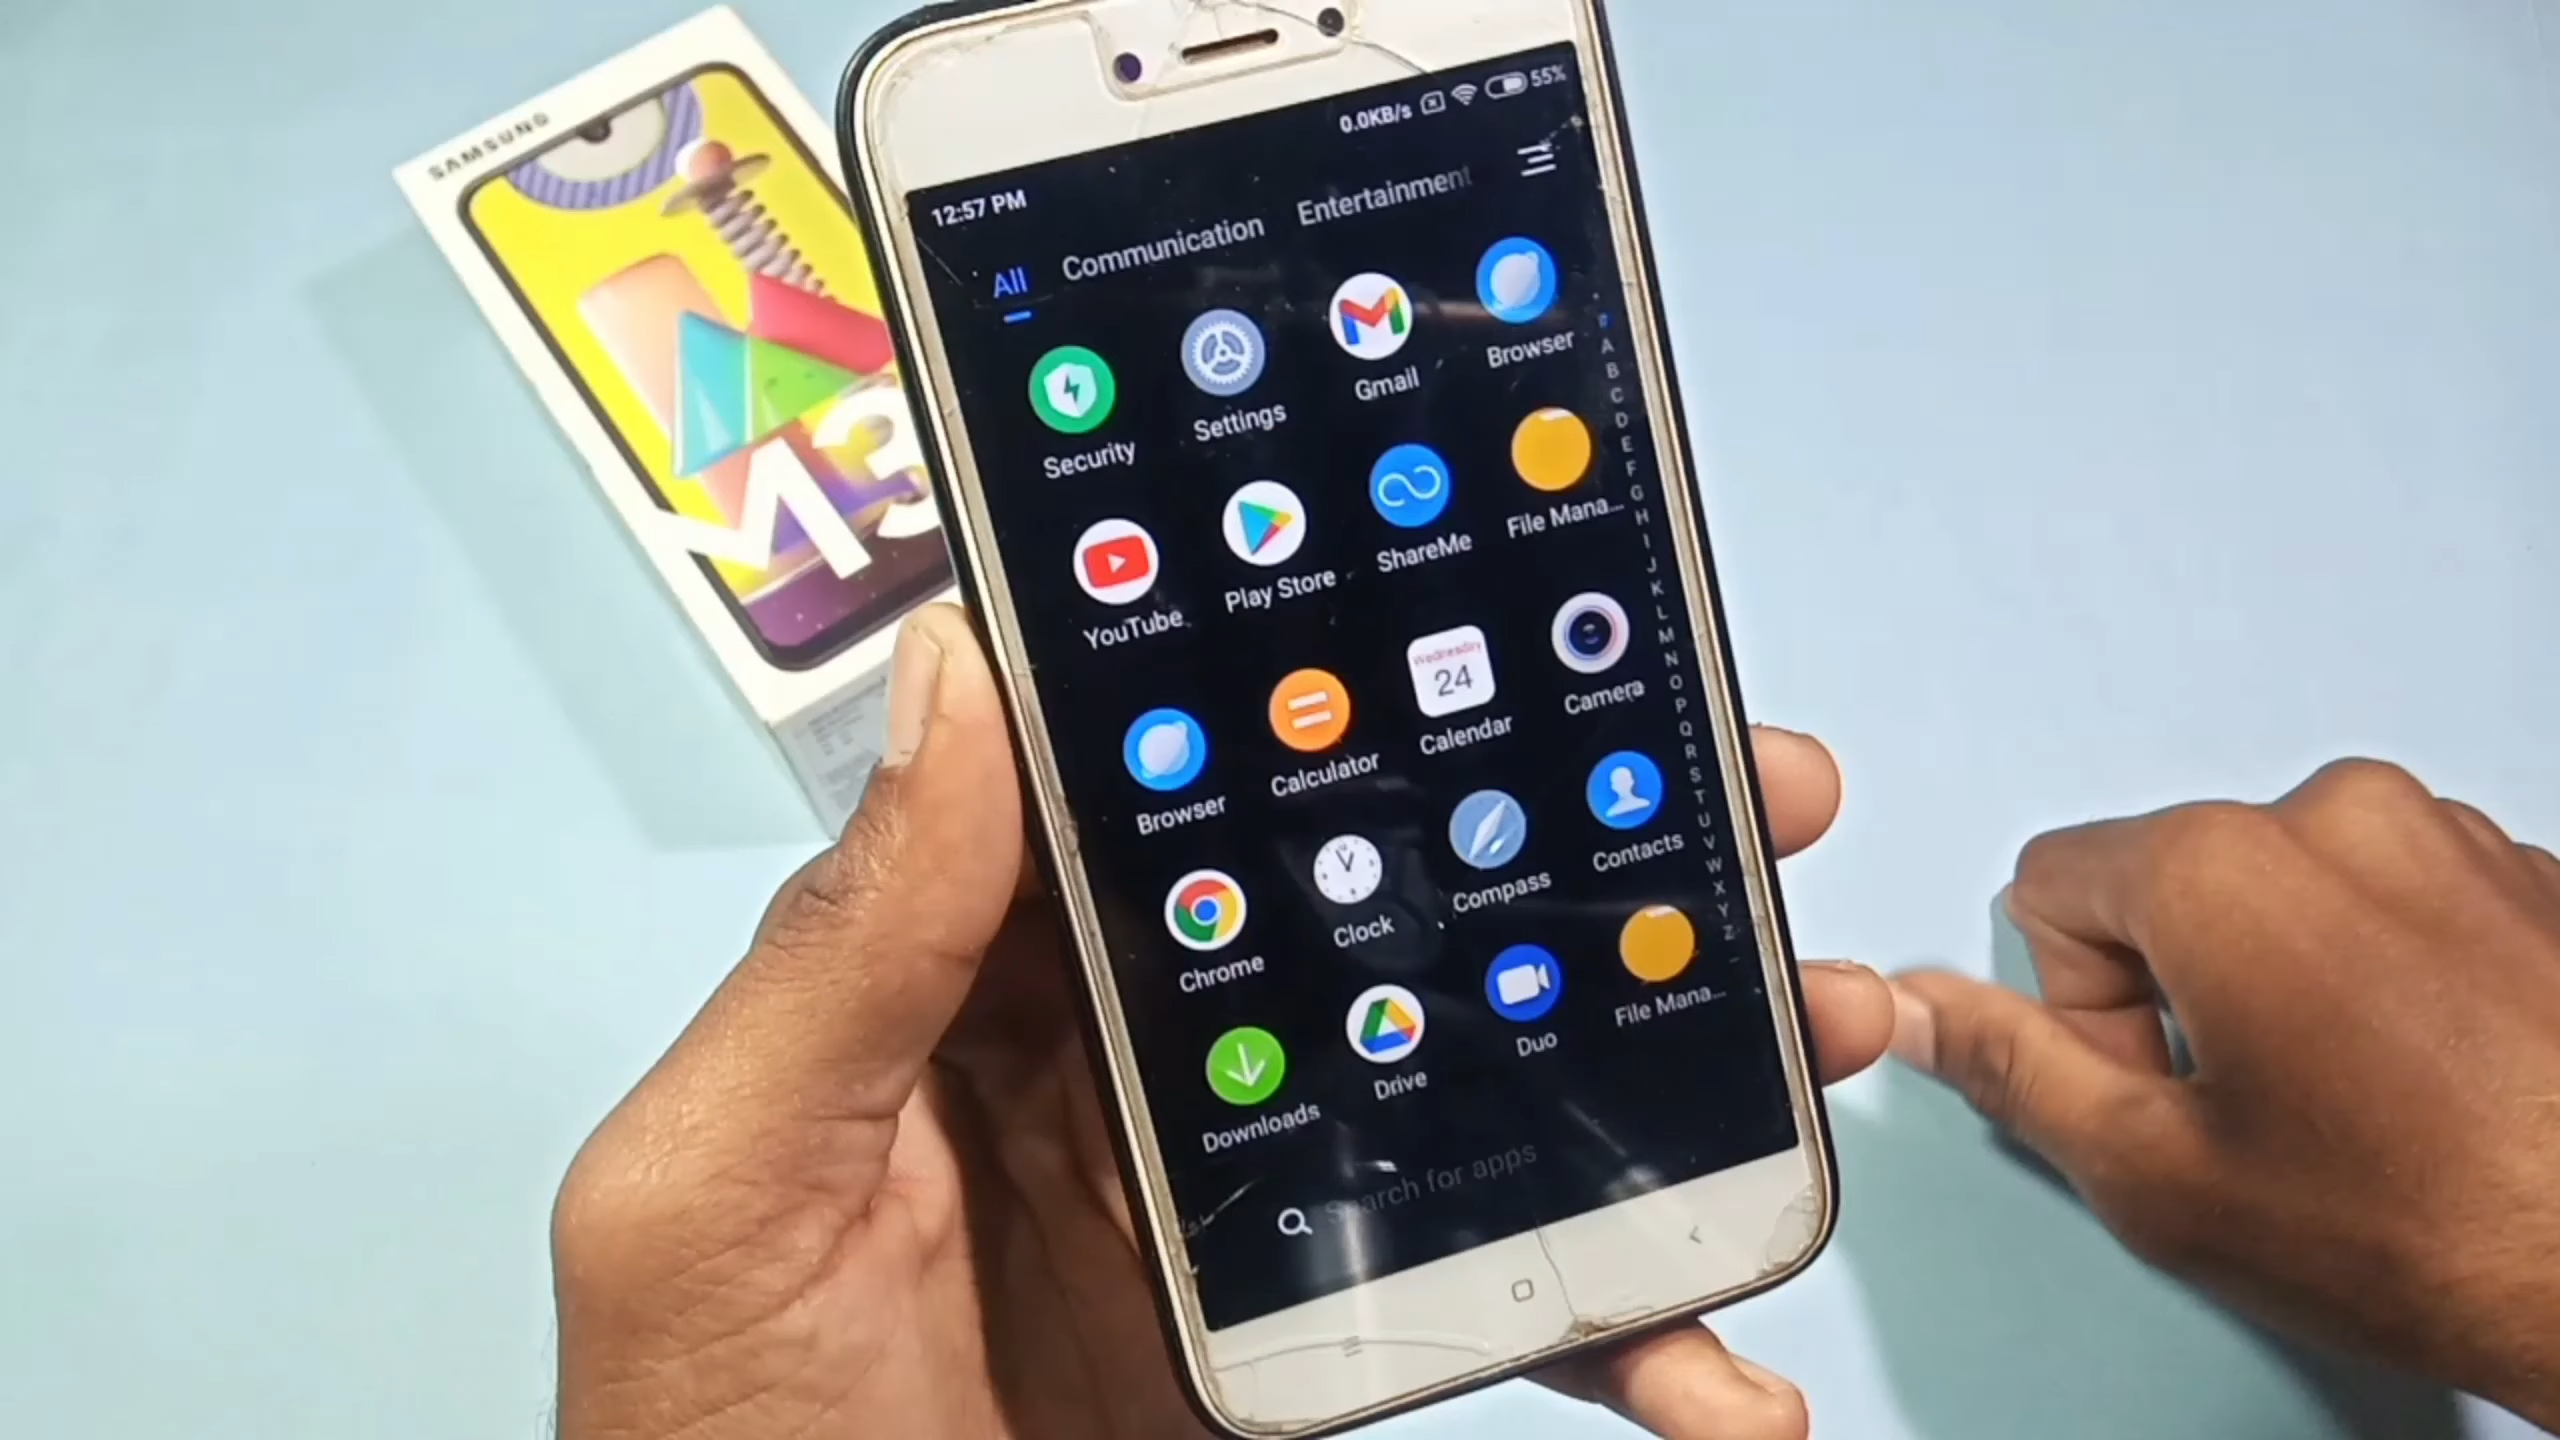 SAMSUNG
M3
0.0KB/s 55%
12:57 PM
All Communication Entertainment
Security Settings Gmail Browser
YouTube Play Store ShareMe File Mana...
Wednesday
24
Browser Calculator Calendar Camera
Chrome Clock Compass Contacts
Downloads Drive Duo File Mana...
Search for apps
A
B
C
D
E
F
G
H
I
J
K
L
M
N
O
P
Q
R
S
T
U
V
W
X
Y
Z